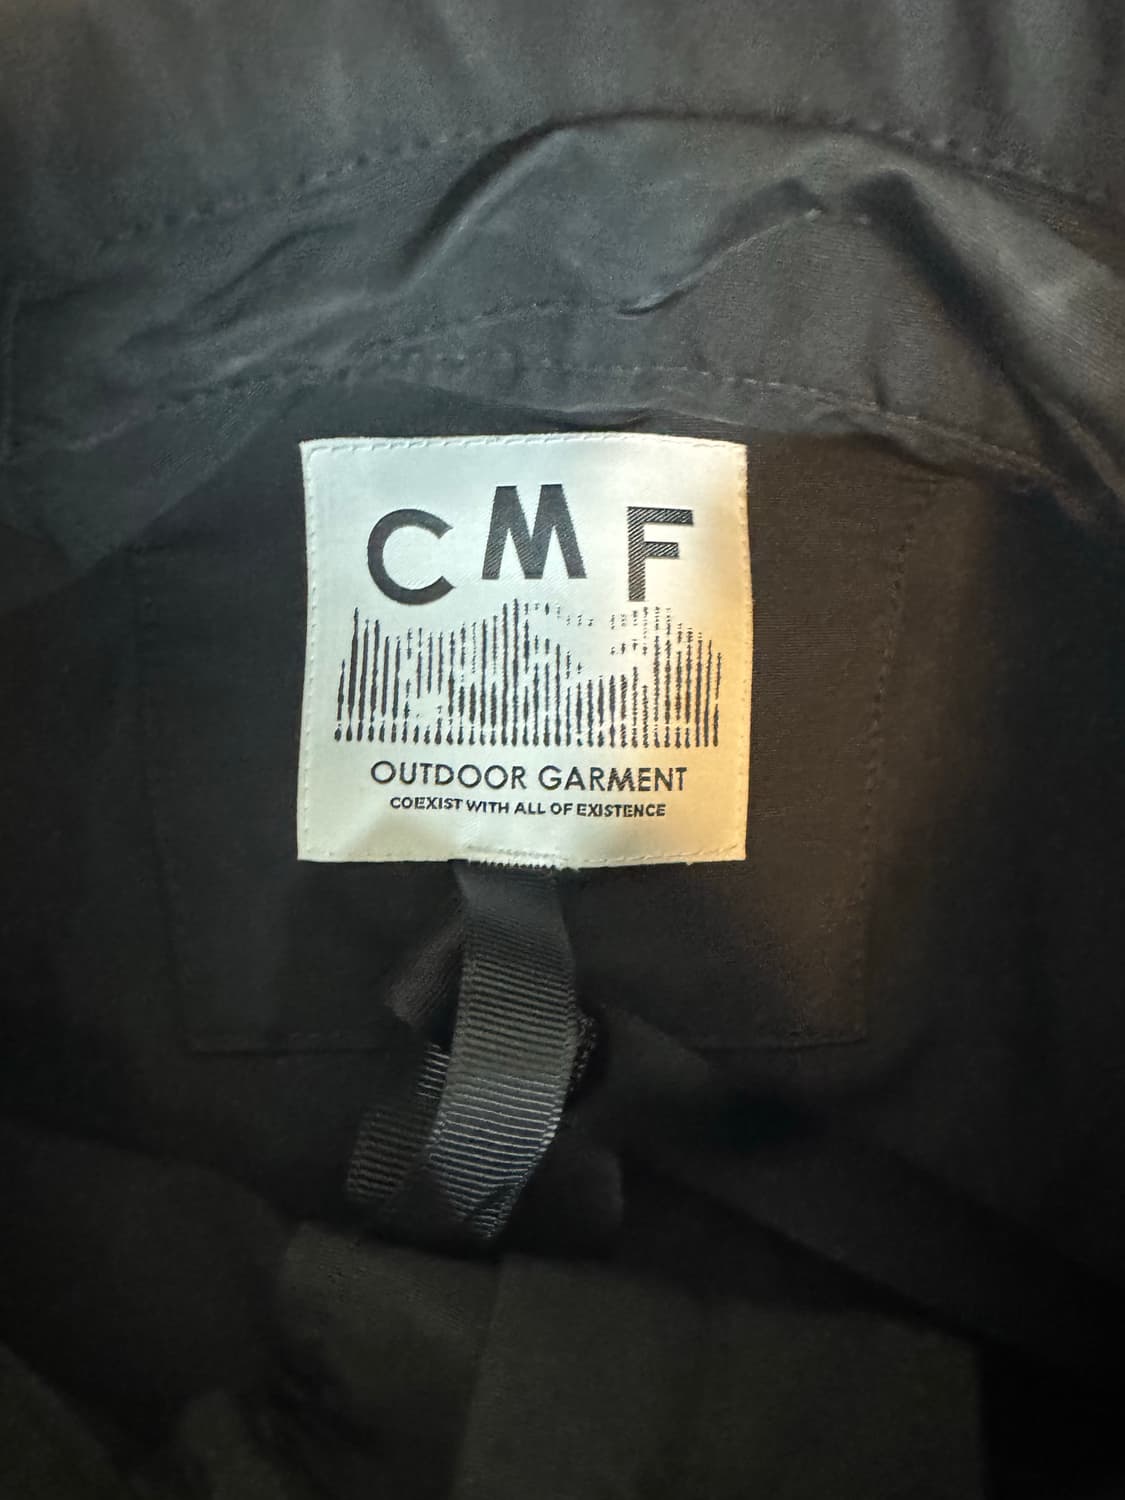 CMF
OUTDOOR GARMENT
COEXIST WITH ALL OF EXISTENCE